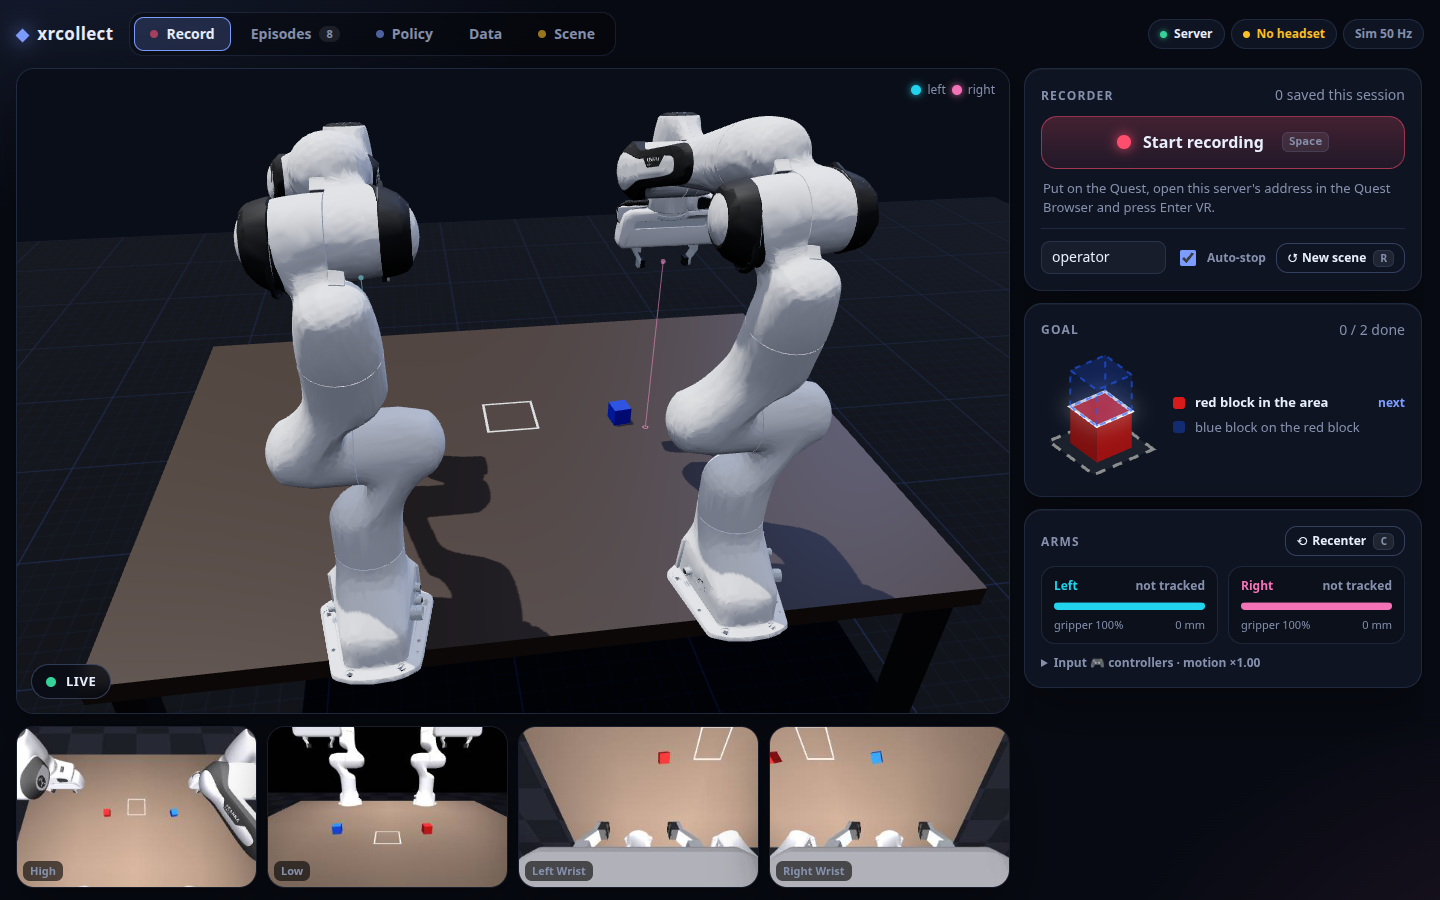 xrcollect
Record
Episodes 8
Policy
Data
Scene
Server
No headset
Sim 50 Hz
left
right
LIVE
High
Low
Left Wrist
Right Wrist
RECORDER
0 saved this session
Start recording Space
Put on the Quest, open this server's address in the Quest
Browser and press Enter VR.
operator
Auto-stop
↺ New scene R
GOAL
0 / 2 done
red block in the area
next
blue block on the red block
ARMS
⟲ Recenter C
Left
not tracked
gripper 100%
0 mm
Right
not tracked
gripper 100%
0 mm
▶ Input 🎮 controllers · motion ×1.00